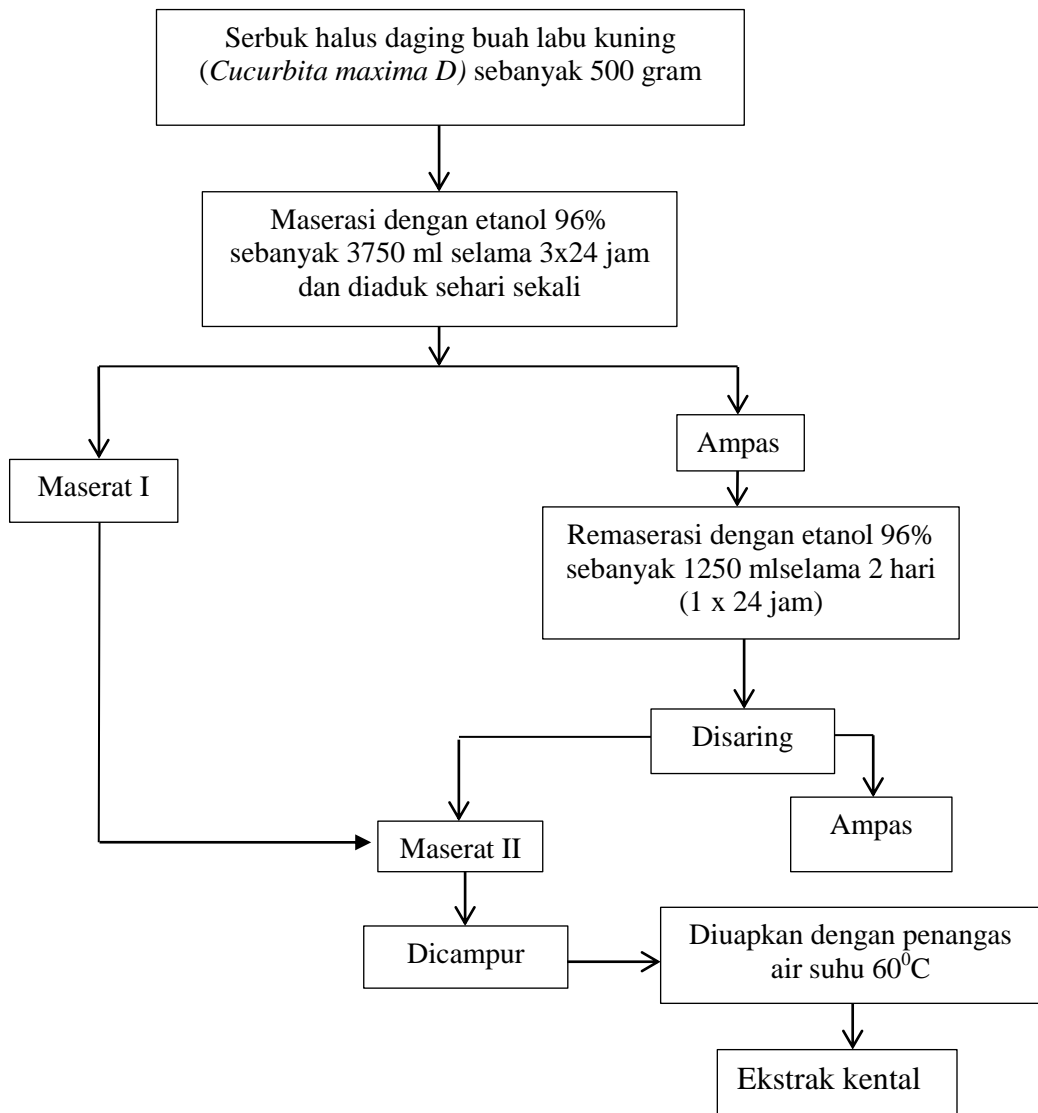 Serbuk halus daging buah labu kuning
(Cucurbita maxima D) sebanyak 500 gram
Maserasi dengan etanol 96%
sebanyak 3750 ml selama 3x24 jam
dan diaduk sehari sekali
Maserat I
Ampas
Remaserasi dengan etanol 96%
sebanyak 1250 mlselama 2 hari
(1 x 24 jam)
Disaring
Ampas
Maserat II
Dicampur
Diuapkan dengan penangas
air suhu 60⁰C
Ekstrak kental